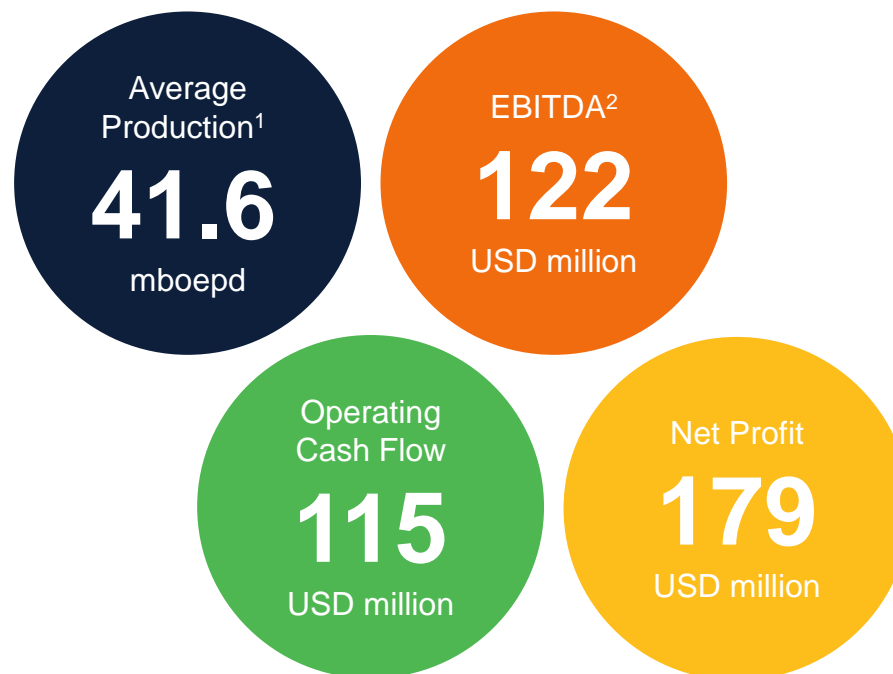 Average
Production¹
41.6
mboepd
EBITDA²
122
USD million
Operating
Cash Flow
115
USD million
Net Profit
179
USD million